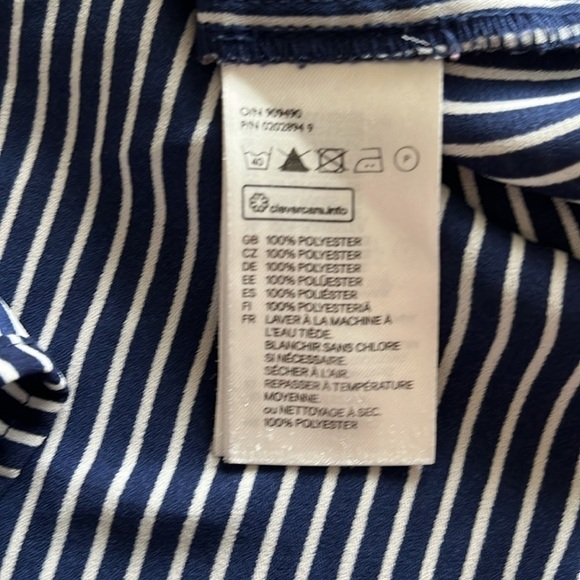 O/N 909490
P/N 0202894 9
40 P
clevercare.info
GB 100% POLYESTER
CZ 100% POLYESTER
DE 100% POLYESTER
EE 100% POLÜESTER
ES 100% POLIÉSTER
FI 100% POLYESTERIÄ
FR LAVER À LA MACHINE À
L'EAU TIÈDE.
BLANCHIR SANS CHLORE
SI NÉCESSAIRE.
SÉCHER À L'AIR.
REPASSER À TEMPÉRATURE
MOYENNE.
ou NETTOYAGE À SEC.
100% POLYESTER